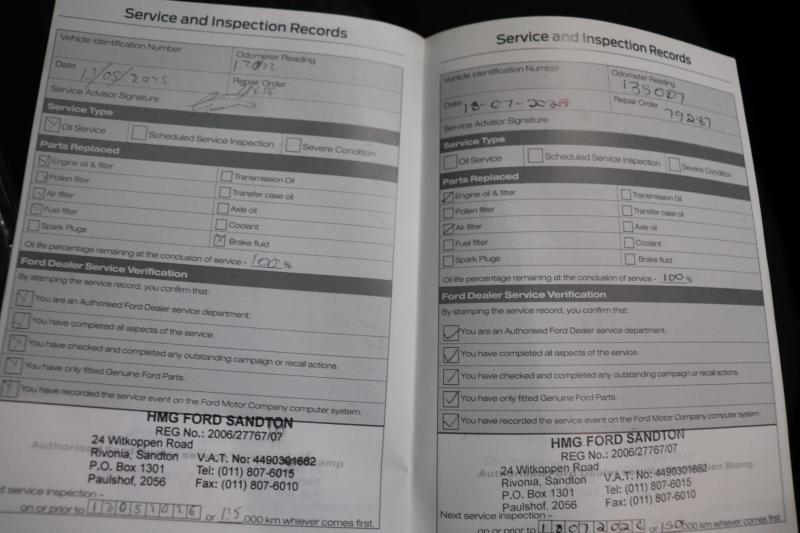 Service and Inspection Records
Vehicle Identification Number
Odometer Reading
Date 13/05/2025
Repair Order
Service Advisor Signature
Service Type
Oil Service
Scheduled Service Inspection
Severe Condition
Parts Replaced
Engine oil & filter
Pollen filter
Transmission Oil
Air filter
Transfer case oil
Fuel filter
Axle oil
Spark Plugs
Coolant
Brake fluid
Oil life percentage remaining at the conclusion of service - 100 %
Ford Dealer Service Verification
By stamping the service record, you confirm that:
You are an Authorised Ford Dealer service department.
You have completed all aspects of the service.
You have checked and completed any outstanding campaign or recall actions.
You have only fitted Genuine Ford Parts.
You have recorded the service event on the Ford Motor Company computer system.
HMG FORD SANDTON
REG No.: 2006/27767/07
24 Witkoppen Road
Rivonia, Sandton V.A.T. No: 4490301662
P.O. Box 1301 Tel: (011) 807-6015
Paulshof, 2056 Fax: (011) 807-6010
service inspection –
on or prior to 13052026 or 135,000 km whiever comes first.
Service and Inspection Records
Vehicle Identification Number
Odometer Reading
135007
Date 18-07-2025
Repair Order 79287
Service Advisor Signature
Service Type
Oil Service
Scheduled Service Inspection
Severe Condition
Parts Replaced
Engine oil & filter
Transmission Oil
Pollen filter
Transfer case oil
Air filter
Axle oil
Fuel filter
Coolant
Spark Plugs
Brake fluid
Oil life percentage remaining at the conclusion of service - 100 %
Ford Dealer Service Verification
By stamping the service record, you confirm that:
You are an Authorised Ford Dealer service department.
You have completed all aspects of the service.
You have checked and completed any outstanding campaign or recall actions.
You have only fitted Genuine Ford Parts.
You have recorded the service event on the Ford Motor Company computer system.
HMG FORD SANDTON
REG No.: 2006/27767/07
24 Witkoppen Road
Rivonia, Sandton V.A.T. No: 4490301662
P.O. Box 1301 Tel: (011) 807-6015
Paulshof, 2056 Fax: (011) 807-6010
Next service inspection –
on or prior to 1807202 or 150,000 km whiever comes first.